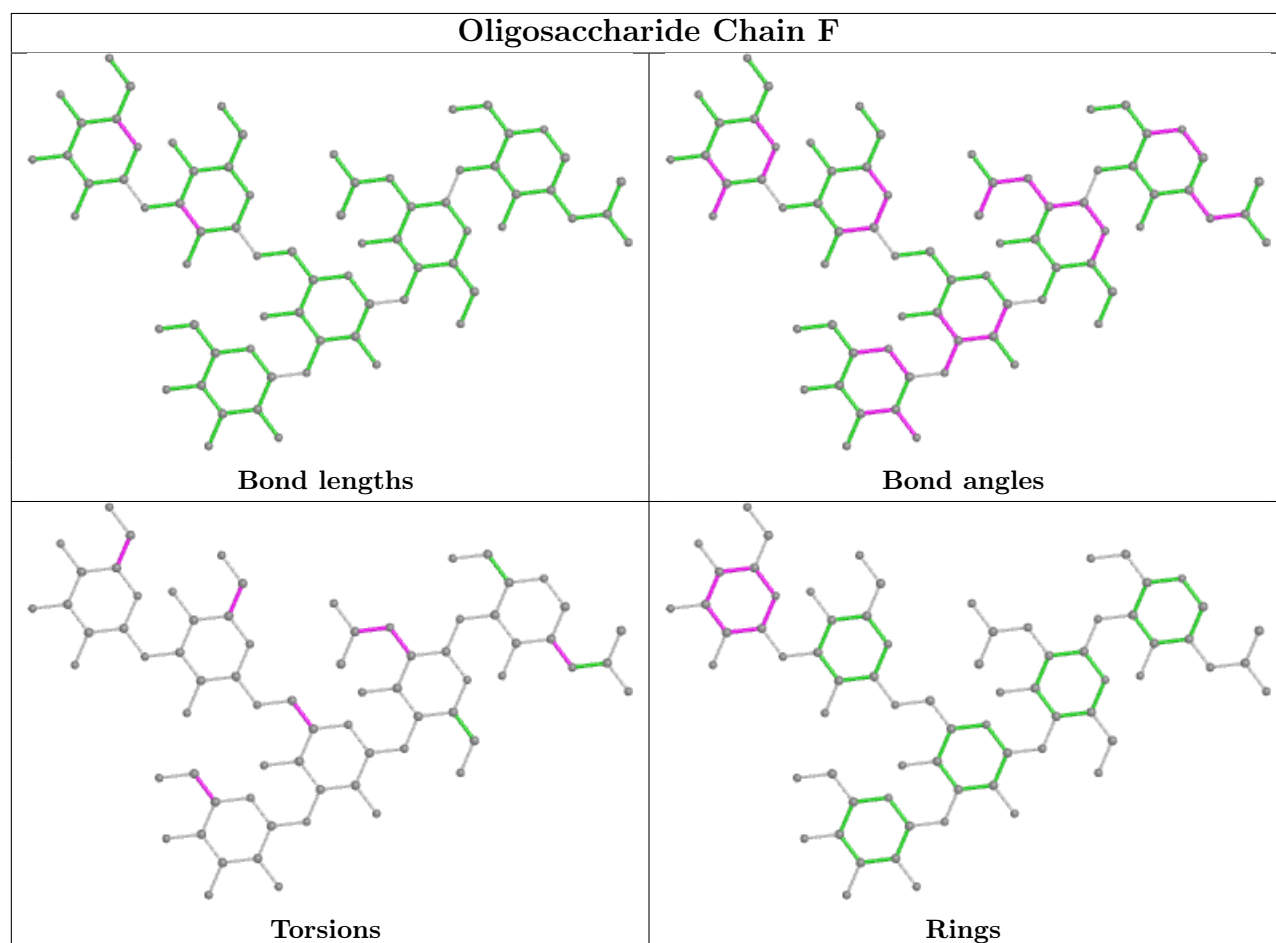 Oligosaccharide Chain F
Bond lengths
Bond angles
Torsions
Rings